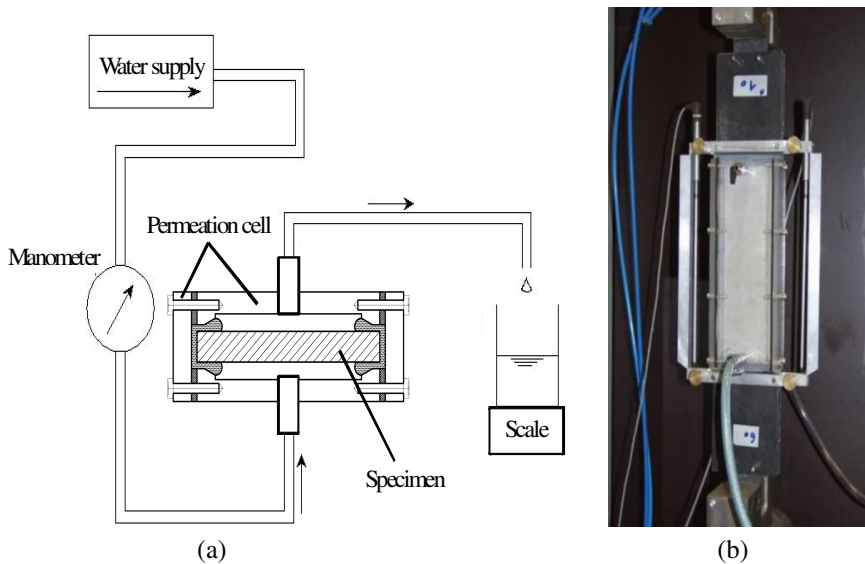 Water supply
Permeation cell
Manometer
Scale
Specimen
(a)
(b)